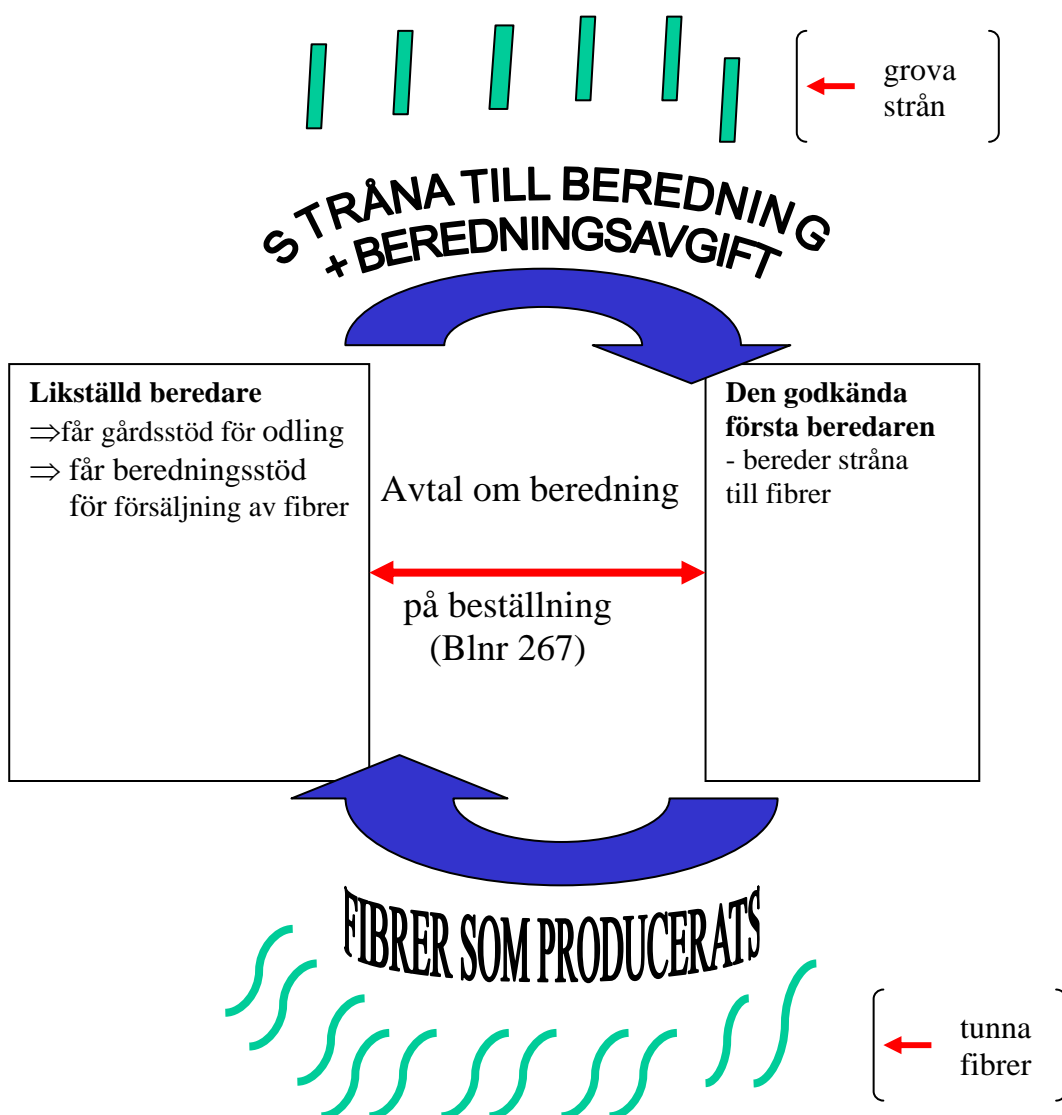 grova
strån
STRÅNA TILL BEREDNING
+ BEREDNINGSAVGIFT
Likställd beredare
⇒får gårdsstöd för odling
⇒ får beredningsstöd
för försäljning av fibrer
Avtal om beredning
på beställning
(Blnr 267)
Den godkända
första beredaren
- bereder stråna
till fibrer
FIBRER SOM PRODUCERATS
tunna
fibrer